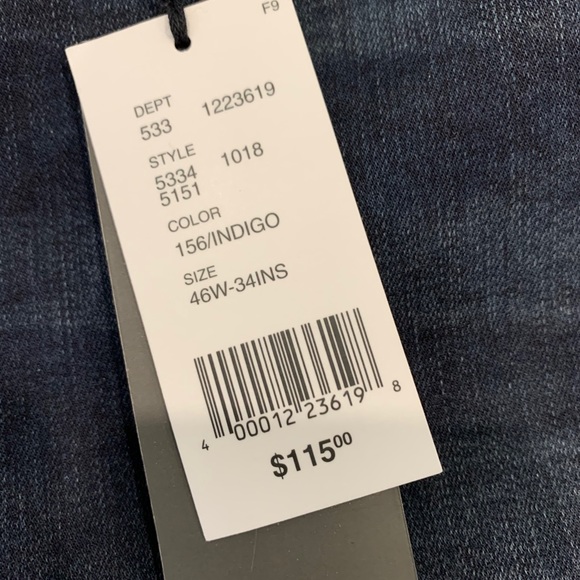 F9
DEPT
533 1223619
STYLE
5334 1018
5151
COLOR
156/INDIGO
SIZE
46W-34INS
4 00012 23619 8
$115.00